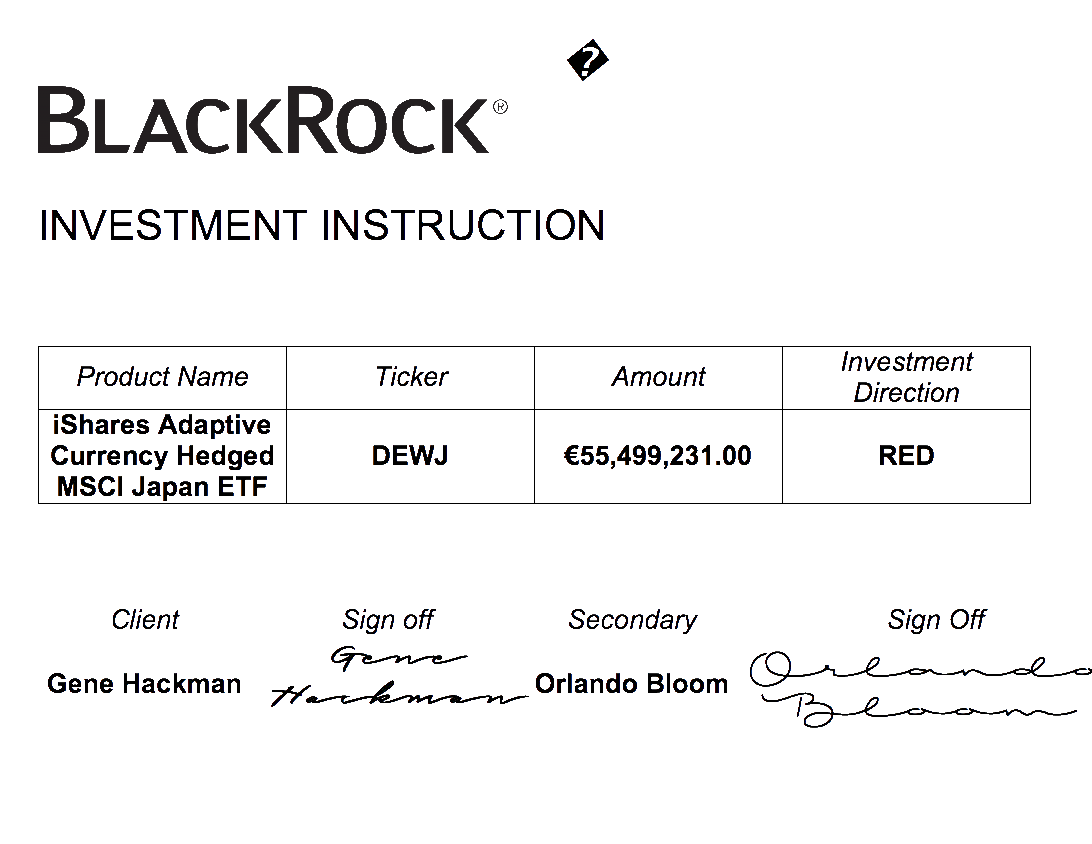 �
BLACKROCK®
INVESTMENT INSTRUCTION
Product Name Ticker Amount Investment Direction
iShares Adaptive Currency Hedged MSCI Japan ETF DEWJ €55,499,231.00 RED
Client Sign off Secondary Sign Off
Gene Hackman Gene Hackman Orlando Bloom Orlando Bloom